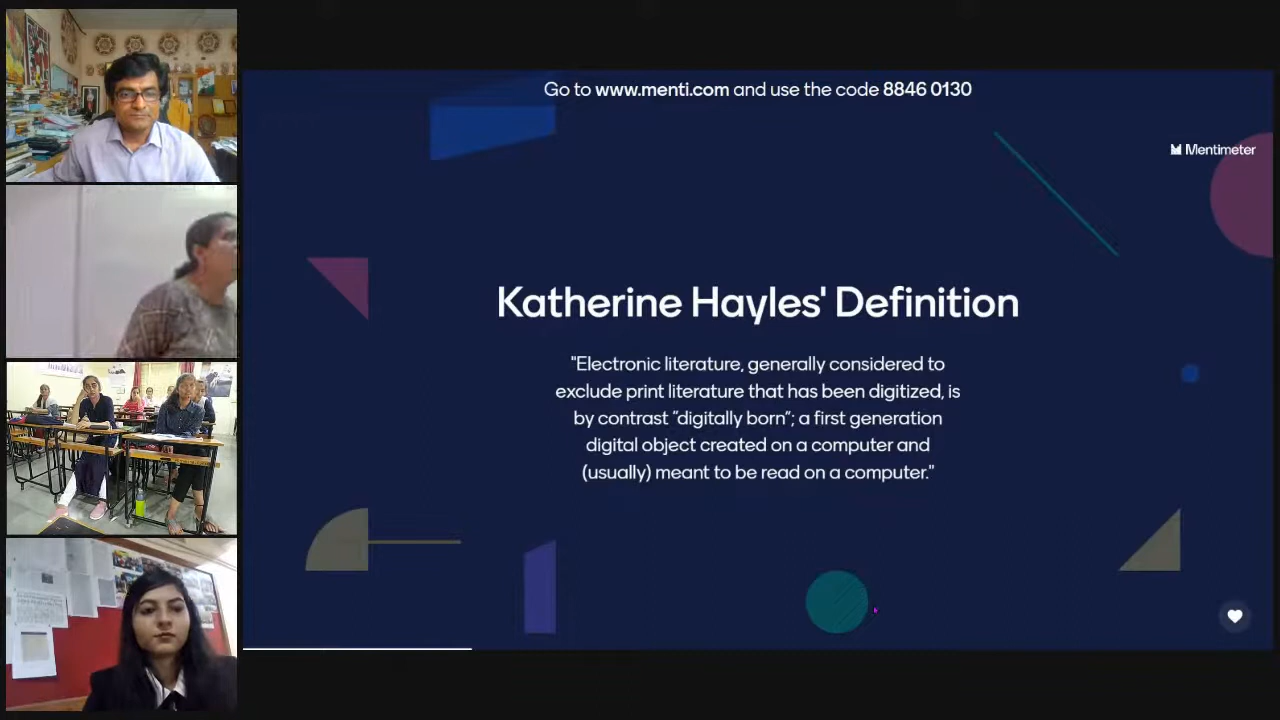 Go to www.menti.com and use the code 8846 0130
Mentimeter
Katherine Hayles' Definition
"Electronic literature, generally considered to
exclude print literature that has been digitized, is
by contrast "digitally born"; a first generation
digital object created on a computer and
(usually) meant to be read on a computer."